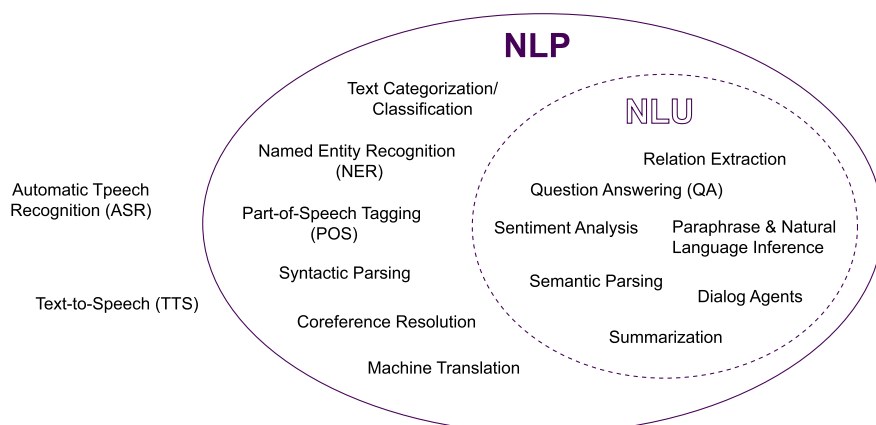 NLP
Text Categorization/
Classification
NLU
Named Entity Recognition
(NER)
Relation Extraction
Automatic Tpeech
Recognition (ASR)
Question Answering (QA)
Part-of-Speech Tagging
(POS)
Sentiment Analysis
Paraphrase & Natural
Language Inference
Syntactic Parsing
Semantic Parsing
Text-to-Speech (TTS)
Dialog Agents
Coreference Resolution
Summarization
Machine Translation